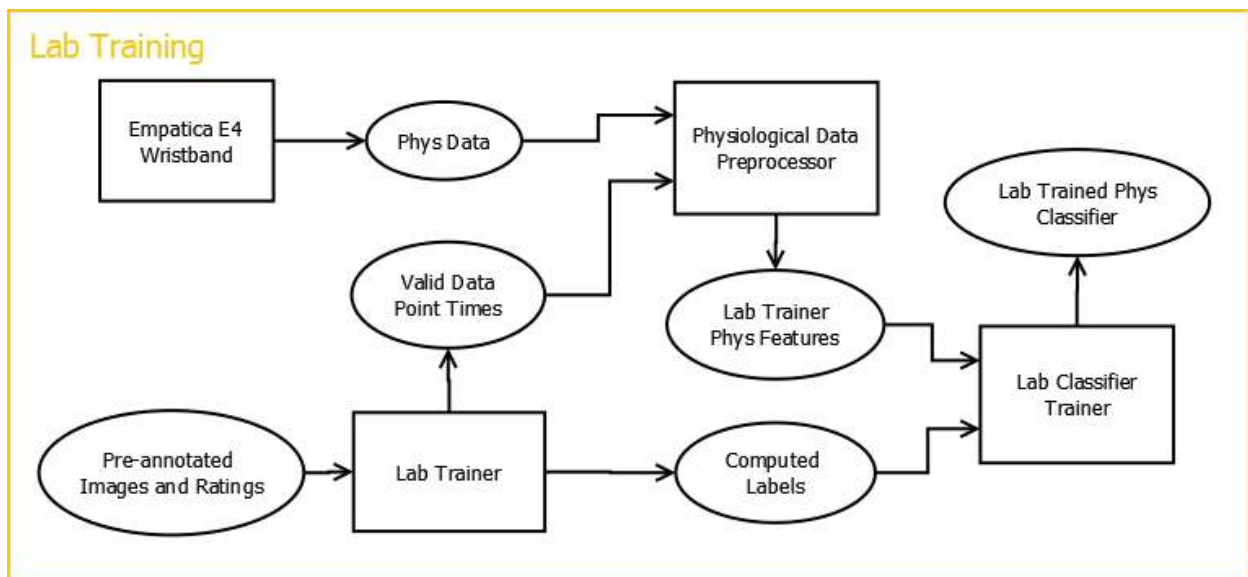 Lab Training
Empatica E4
Wristband
Phys Data
Physiological Data
Preprocessor
Lab Trained Phys
Classifier
Valid Data
Point Times
Lab Trainer
Phys Features
Lab Classifier
Trainer
Pre-annotated
Images and Ratings
Lab Trainer
Computed
Labels